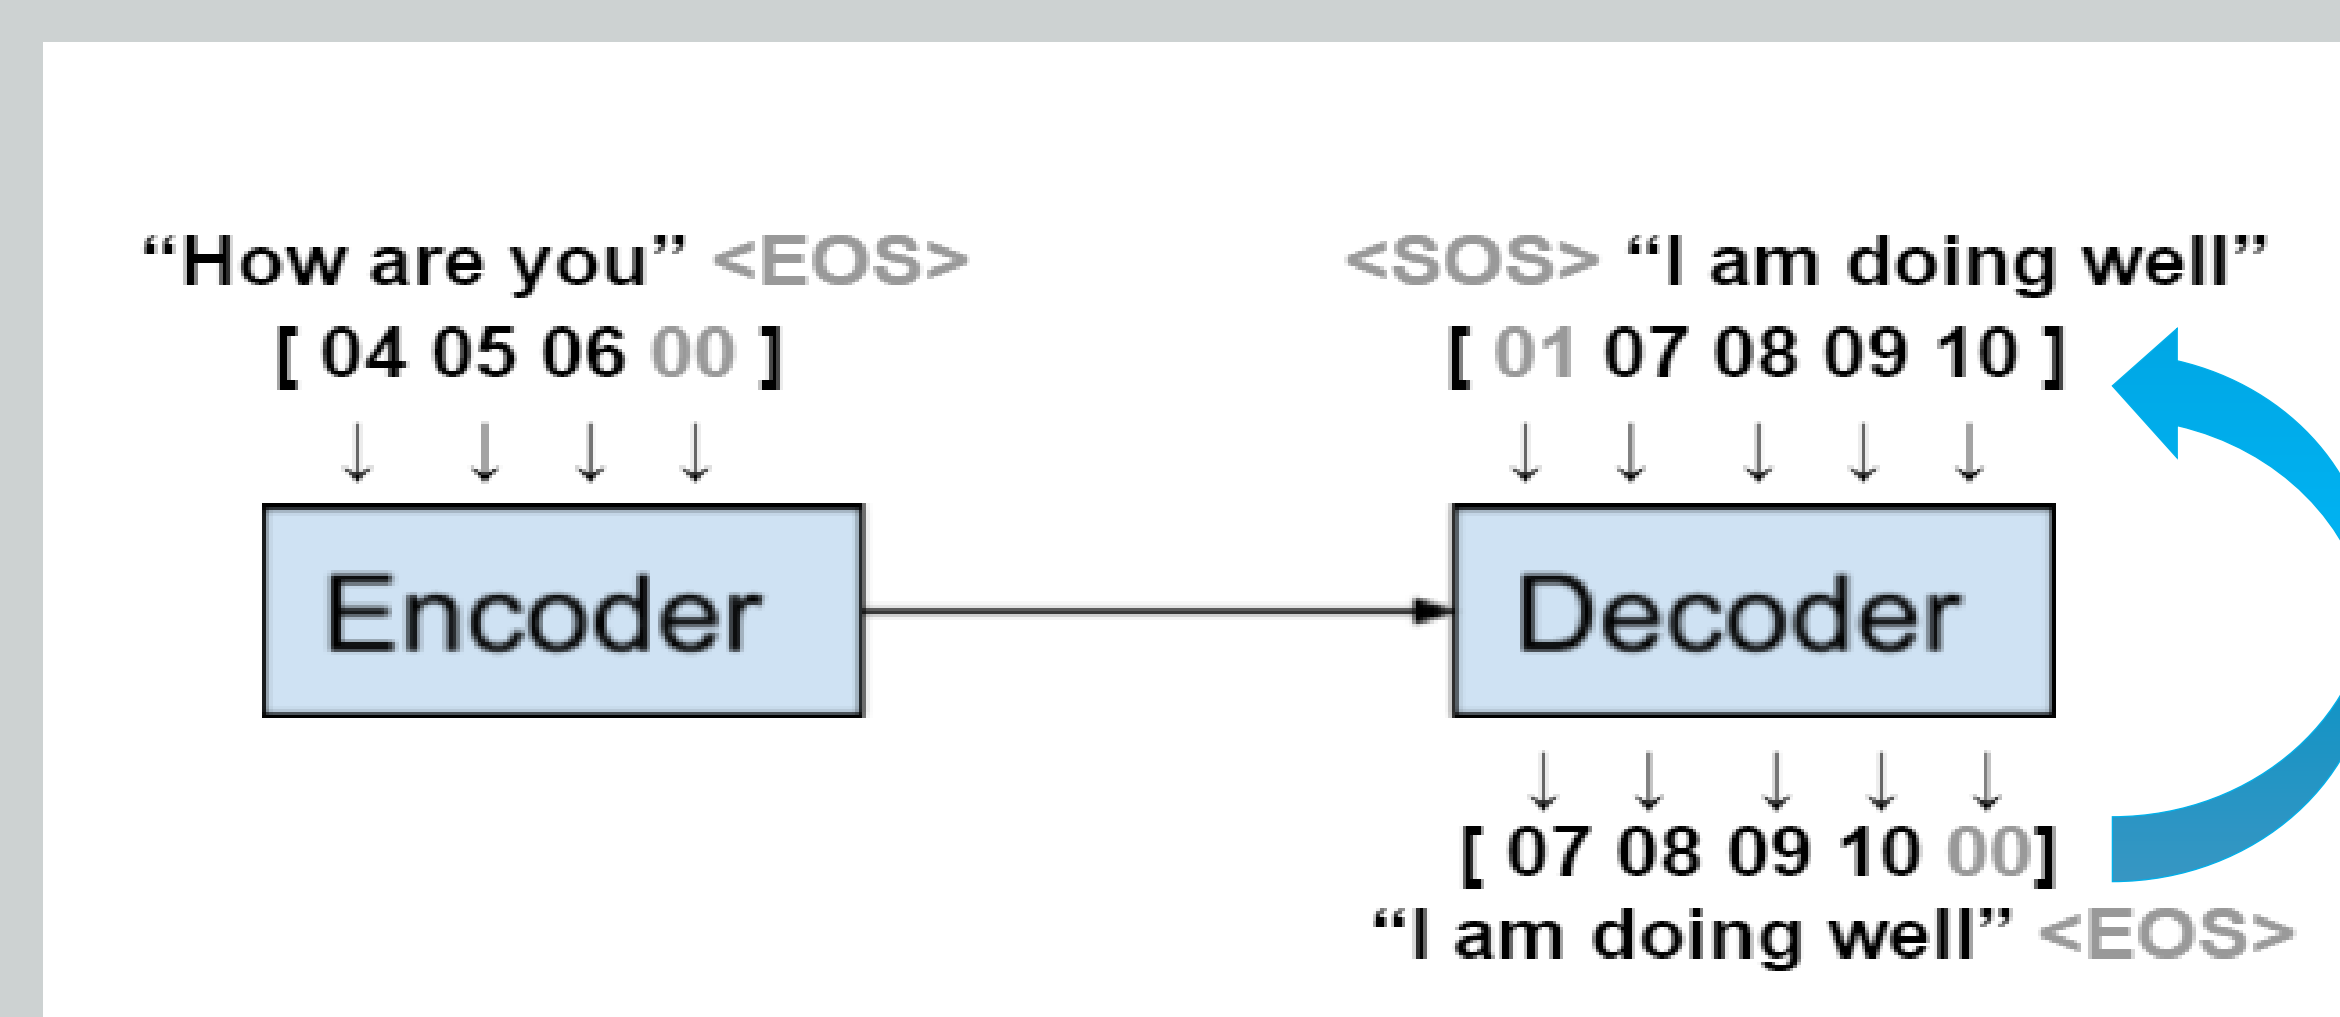 “How are you” <EOS>
[ 04 05 06 00 ]
Encoder
<SOS> “I am doing well”
[ 01 07 08 09 10 ]
Decoder
[ 07 08 09 10 00]
“I am doing well” <EOS>